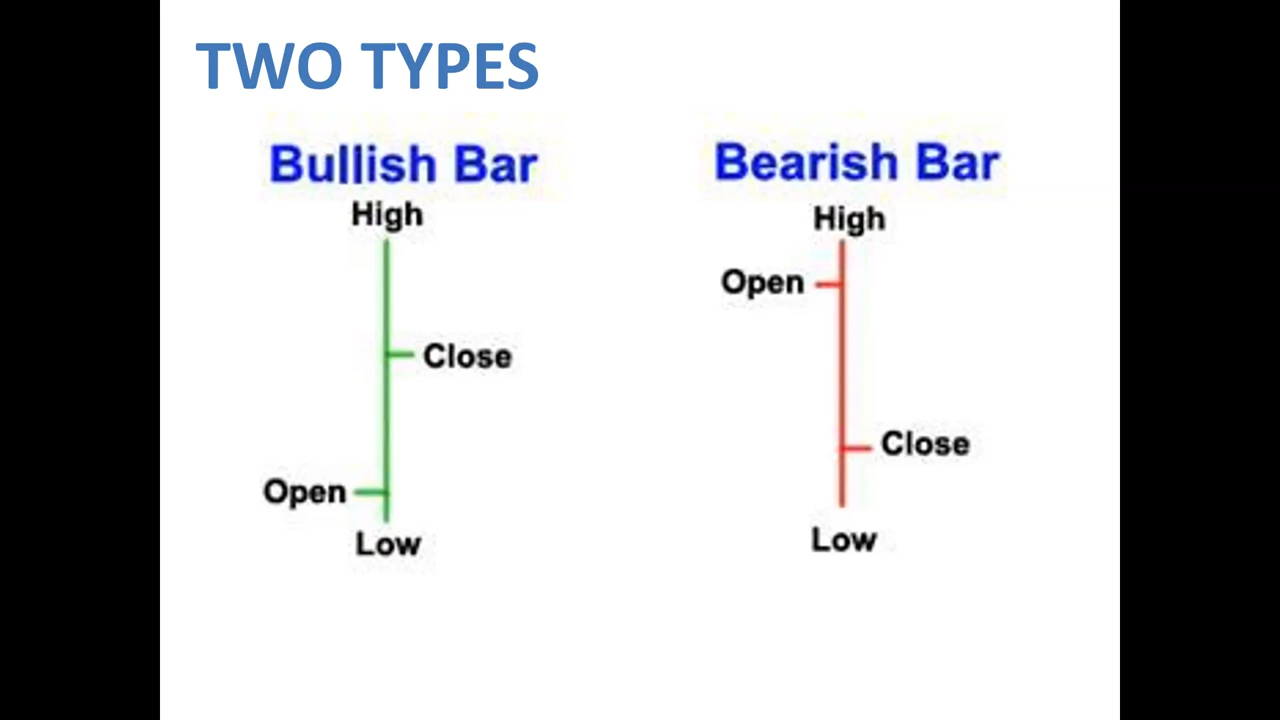 TWO TYPES
Bullish Bar
High
Close
Open
Low
Bearish Bar
High
Open
Close
Low